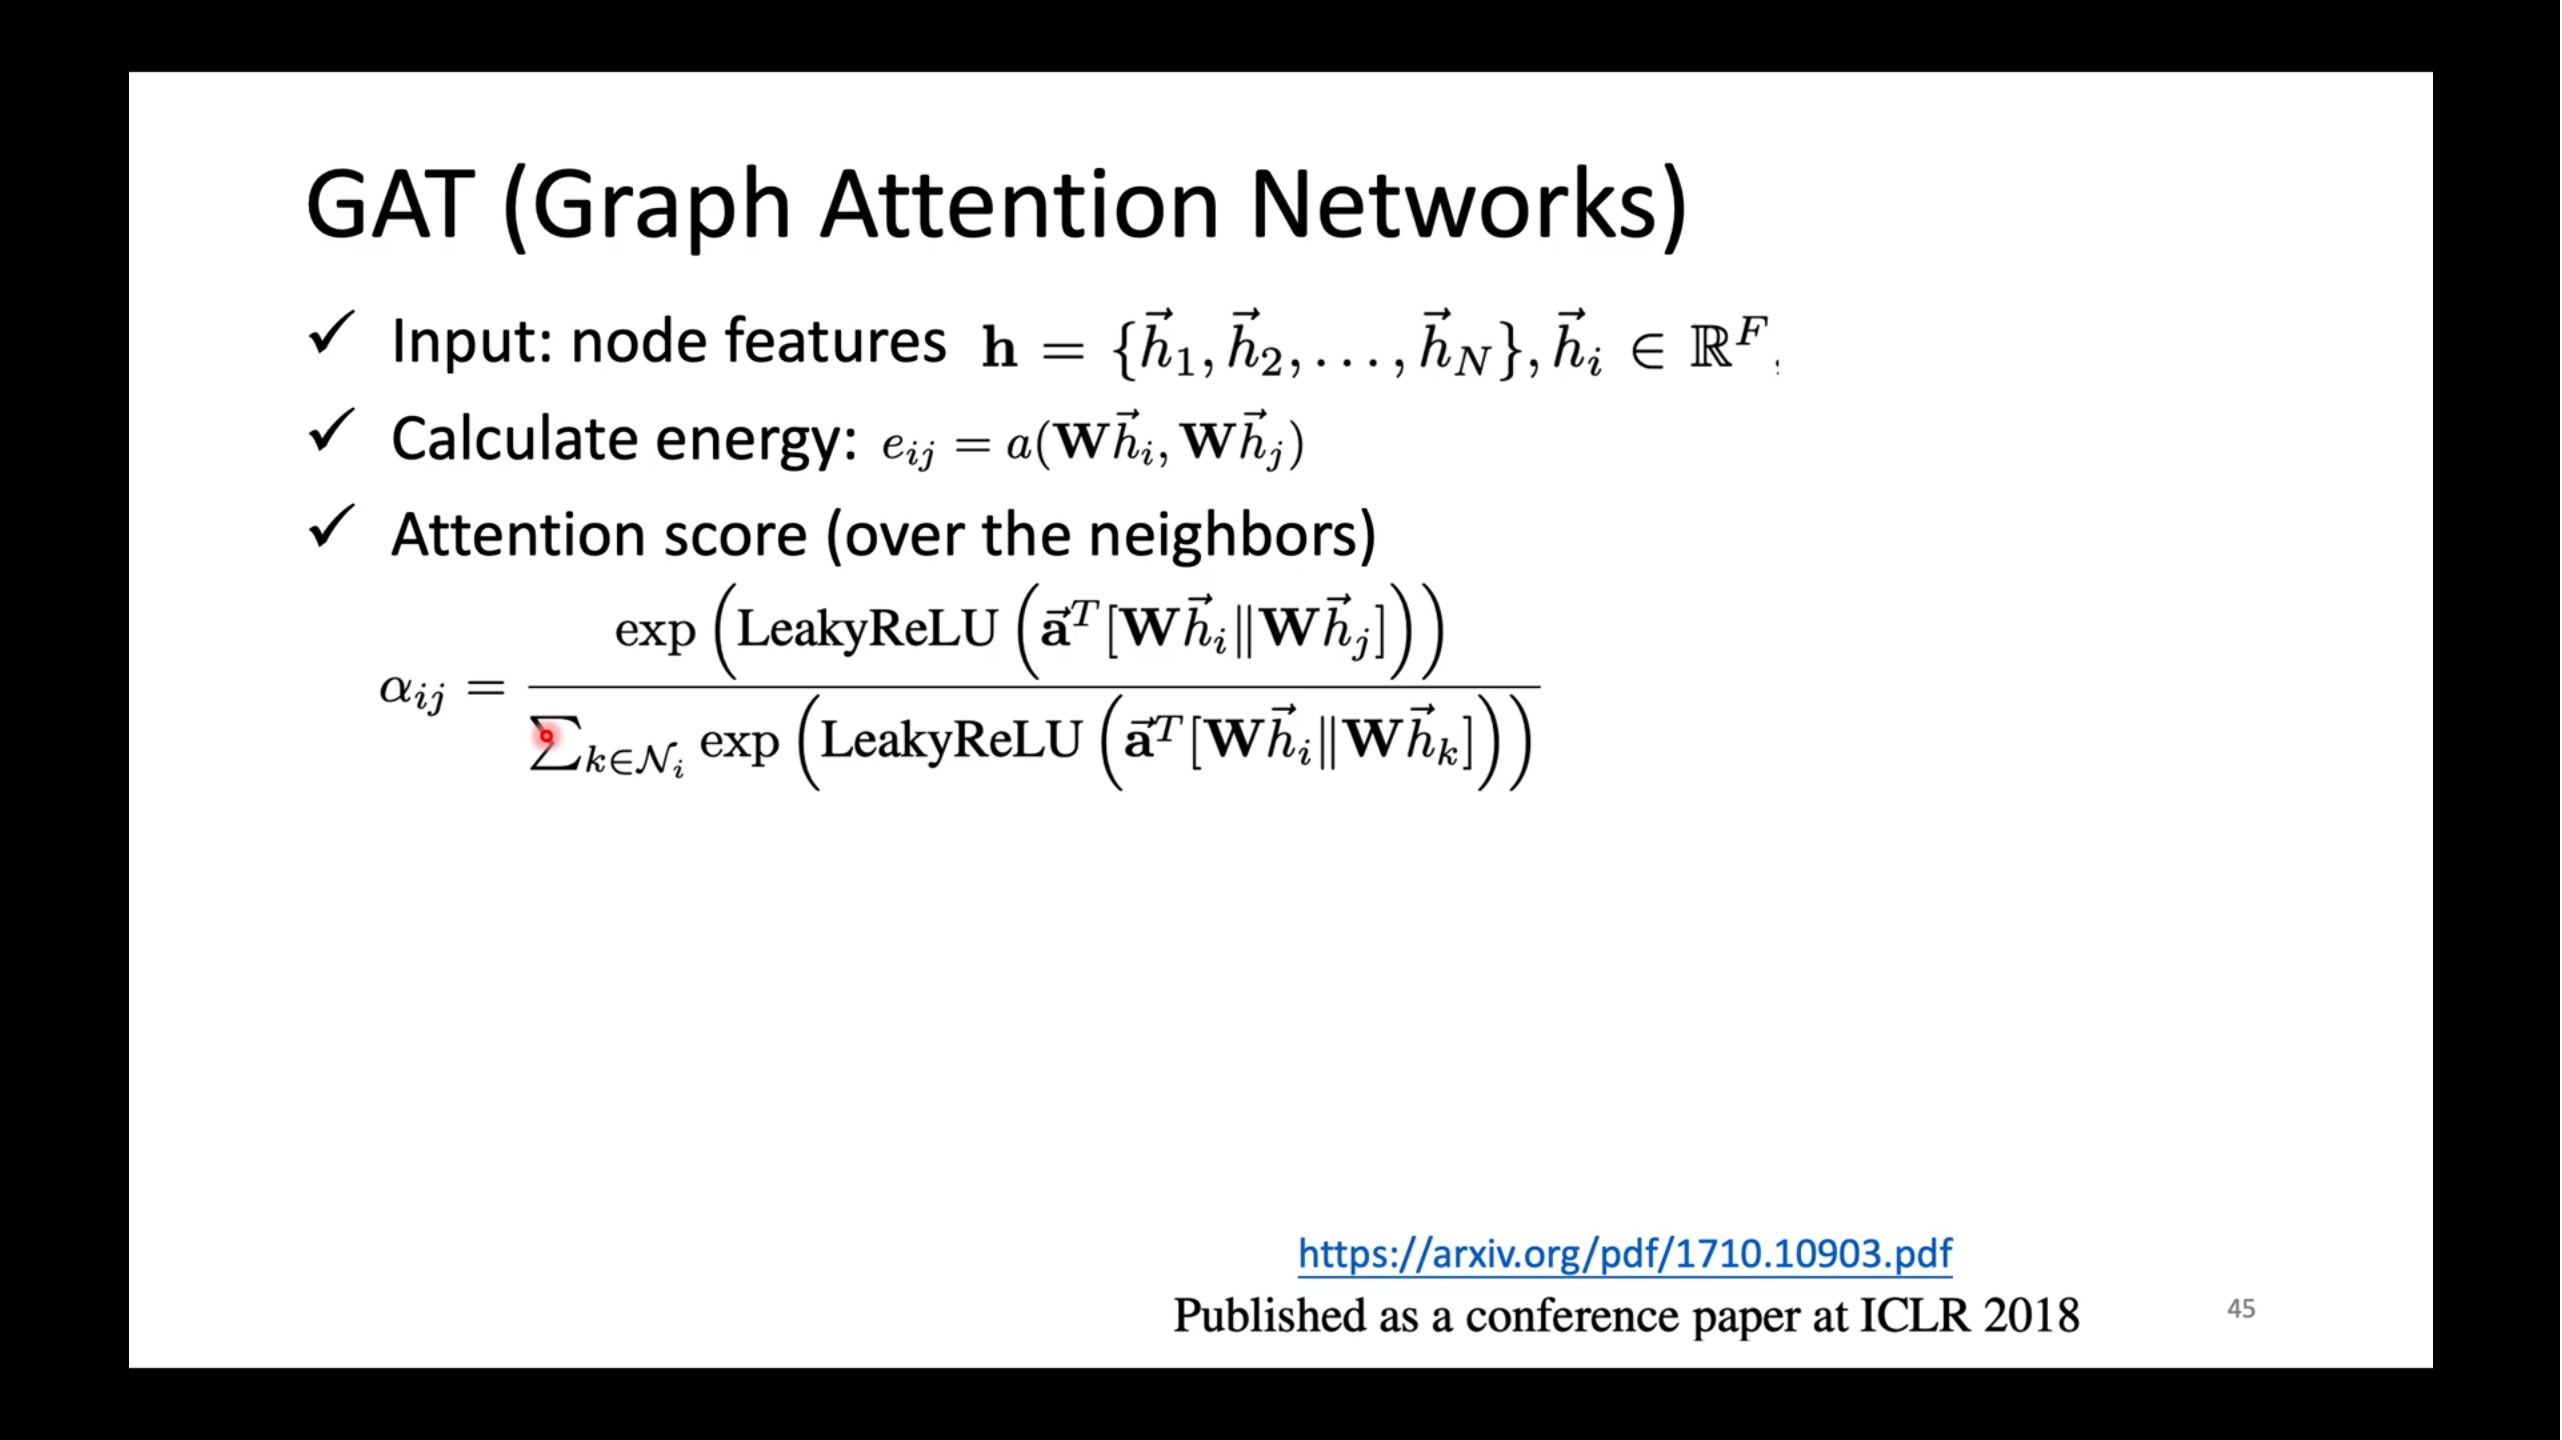 GAT (Graph Attention Networks)
✓ Input: node features $\mathbf{h} = \{\vec{h}_1, \vec{h}_2, \ldots, \vec{h}_N\}, \vec{h}_i \in \mathbb{R}^F$
✓ Calculate energy: $e_{ij} = a(\mathbf{W}\vec{h}_i, \mathbf{W}\vec{h}_j)$
✓ Attention score (over the neighbors)
$\alpha_{ij} = \frac{\exp\left(\text{LeakyReLU}\left(\vec{\mathbf{a}}^T[\mathbf{W}\vec{h}_i \| \mathbf{W}\vec{h}_j]\right)\right)}{\sum_{k \in \mathcal{N}_i} \exp\left(\text{LeakyReLU}\left(\vec{\mathbf{a}}^T[\mathbf{W}\vec{h}_i \| \mathbf{W}\vec{h}_k]\right)\right)}$
https://arxiv.org/pdf/1710.10903.pdf
Published as a conference paper at ICLR 2018
45